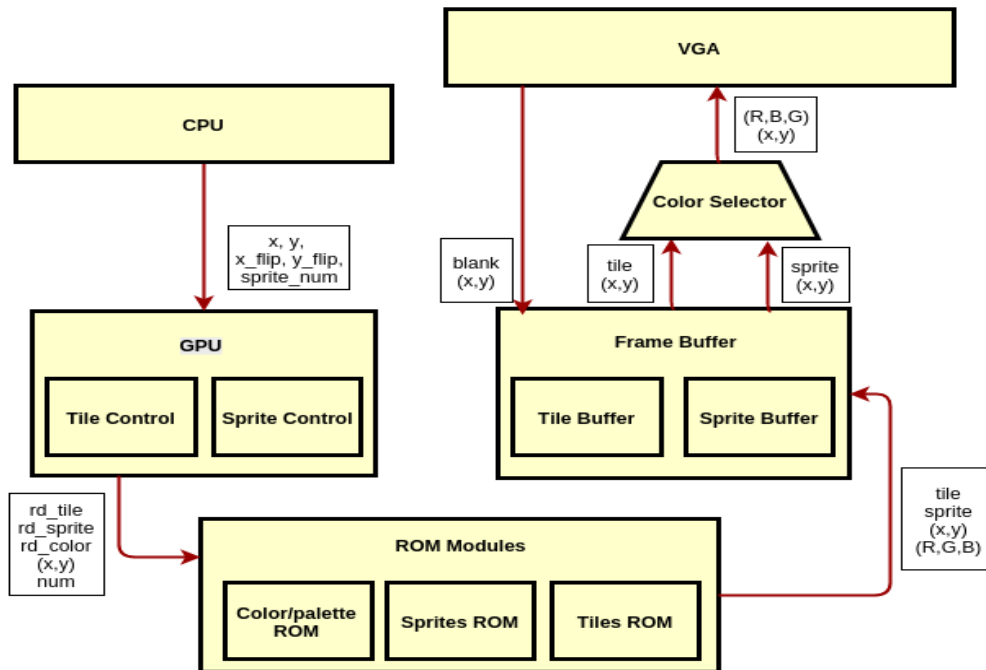 VGA
CPU
(R,B,G)
(x,y)
Color Selector
x, y,
x_flip, y_flip,
sprite_num
blank
(x,y)
tile
(x,y)
sprite
(x,y)
GPU
Tile Control
Sprite Control
Frame Buffer
Tile Buffer
Sprite Buffer
rd_tile
rd_sprite
rd_color
(x,y)
num
ROM Modules
Color/palette
ROM
Sprites ROM
Tiles ROM
tile
sprite
(x,y)
(R,G,B)